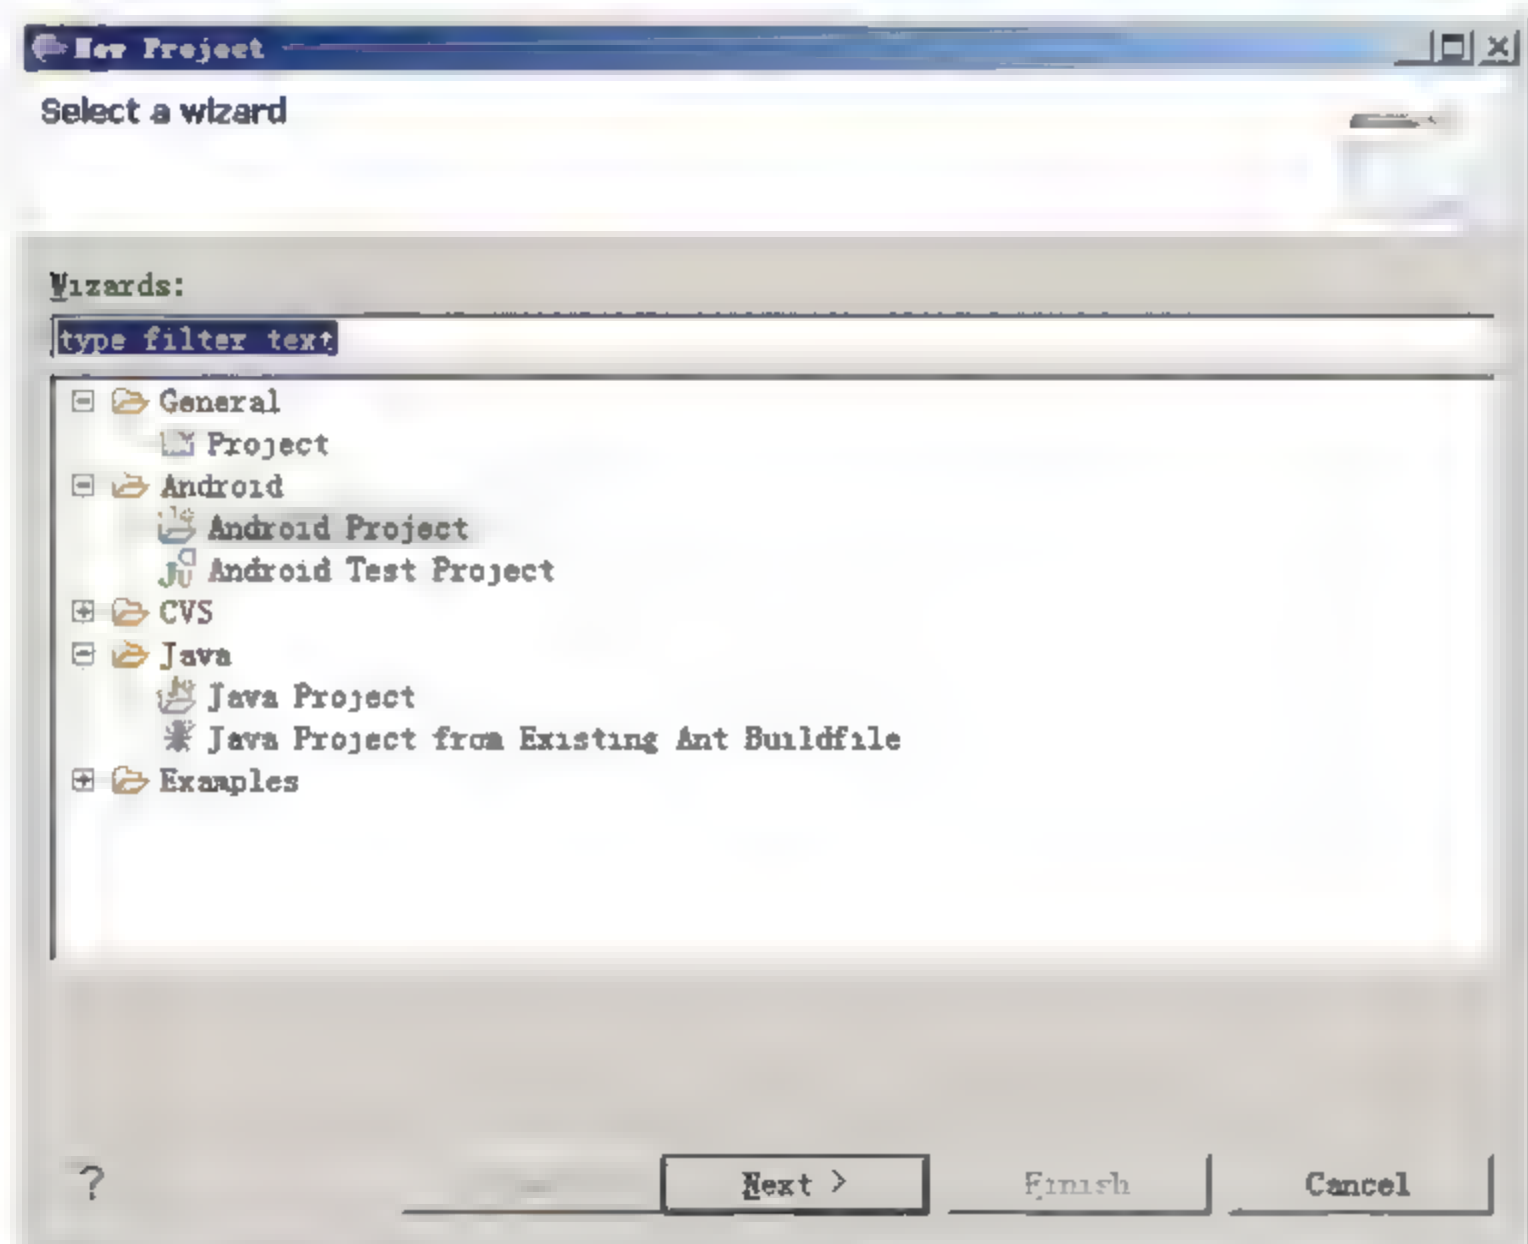 New Project
Select a wizard
Wizards:
type filter text
General
Project
Android
Android Project
Android Test Project
CVS
Java
Java Project
Java Project from Existing Ant Buildfile
Examples
? Next > Finish Cancel